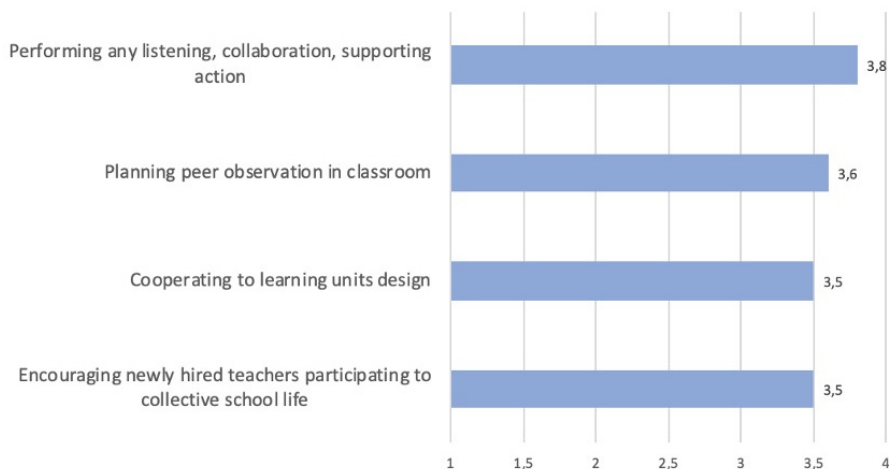 Performing any listening, collaboration, supporting
action
3,8
Planning peer observation in classroom
3,6
Cooperating to learning units design
3,5
Encouraging newly hired teachers participating to
collective school life
3,5
1 1,5 2 2,5 3 3,5 4